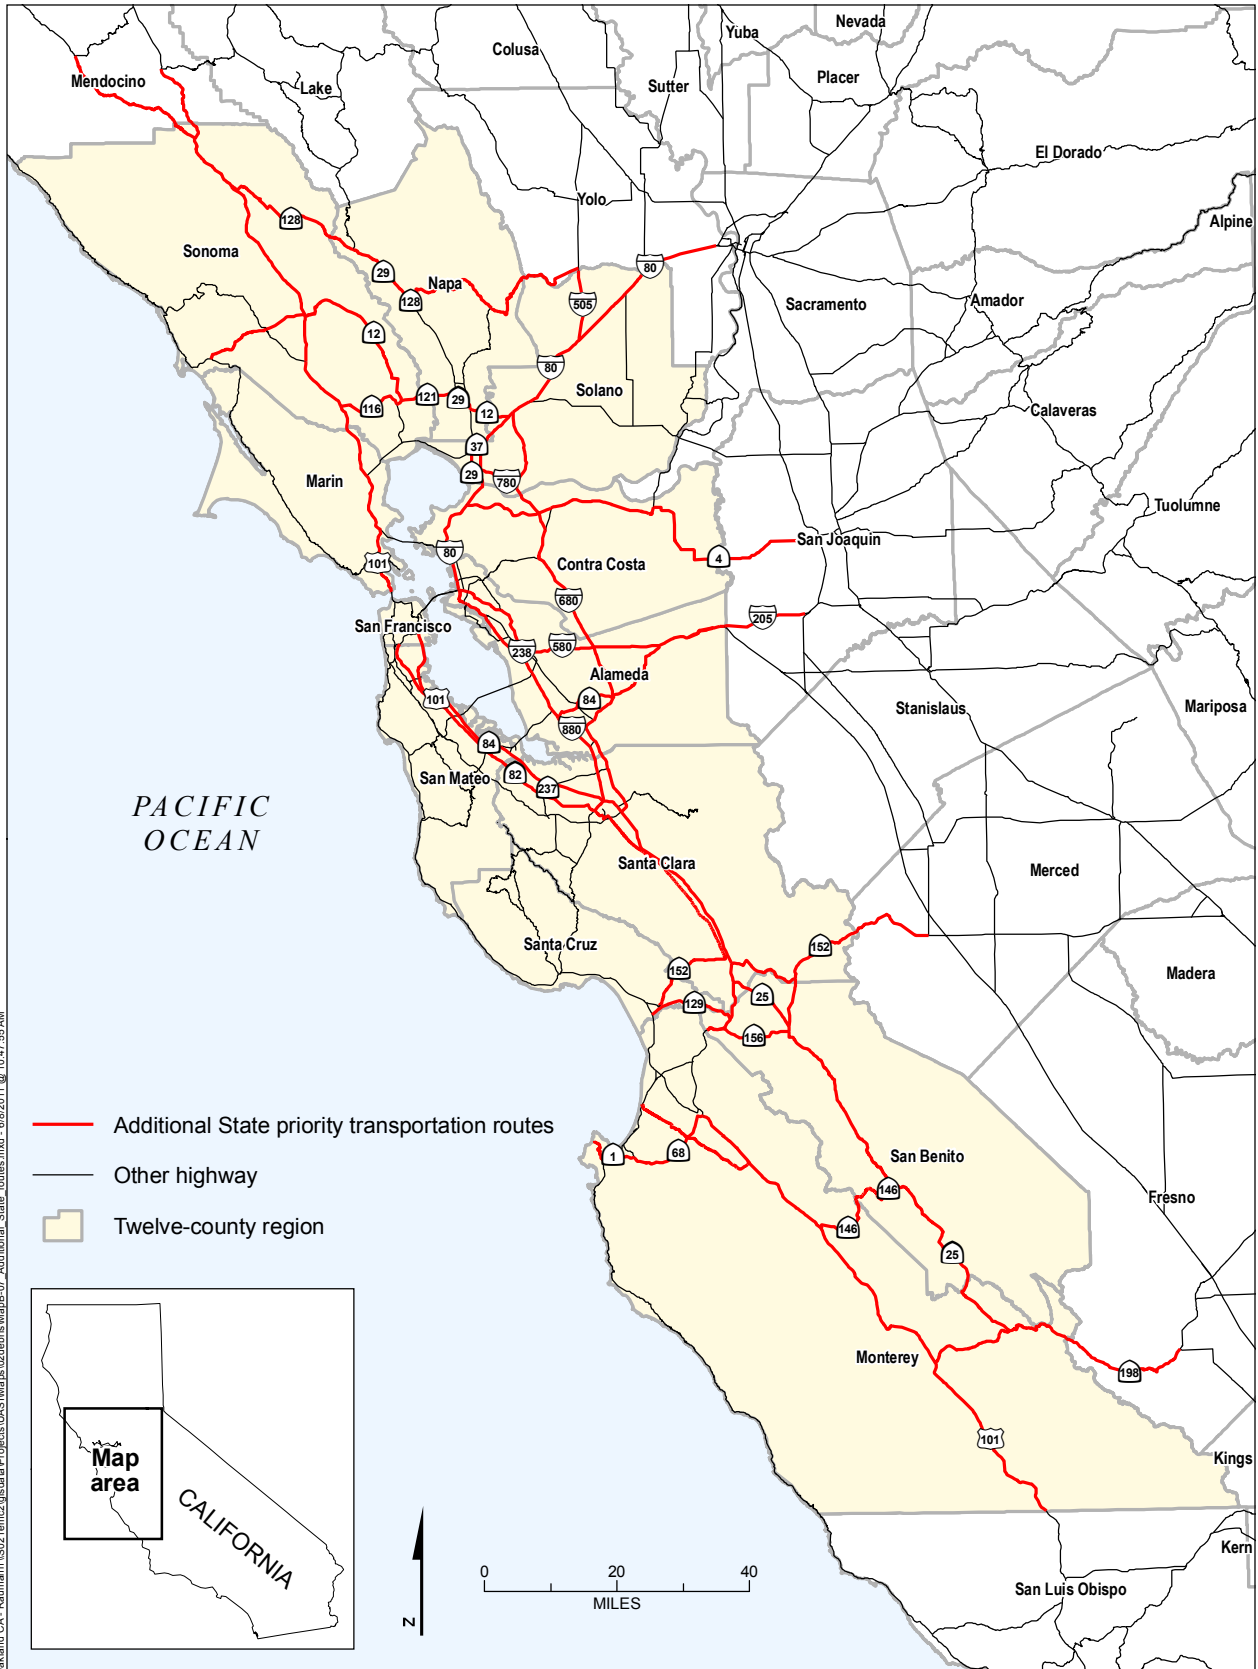 Nevada
Yuba
Colusa
Placer
Mendocino
Lake
Sutter
El Dorado
Yolo
128
Alpine
Sonoma
29
Napa
80
128
505
Sacramento
Amador
12
80
Solano
121
29
116
12
Calaveras
37
Marin
29
780
Tuolumne
San Joaquin
80
4
101
Contra Costa
680
205
San Francisco
238
580
Alameda
84
101
Stanislaus
Mariposa
880
84
San Mateo
82
237
PACIFIC
OCEAN
Santa Clara
Merced
Santa Cruz
152
152
Madera
129
25
156
Additional State priority transportation routes
1
68
San Benito
Other highway
146
Fresno
Twelve-county region
146
25
Monterey
198
101
Kings
Map
area
CALIFORNIA
Kern
0 20 40
MILES
San Luis Obispo
N